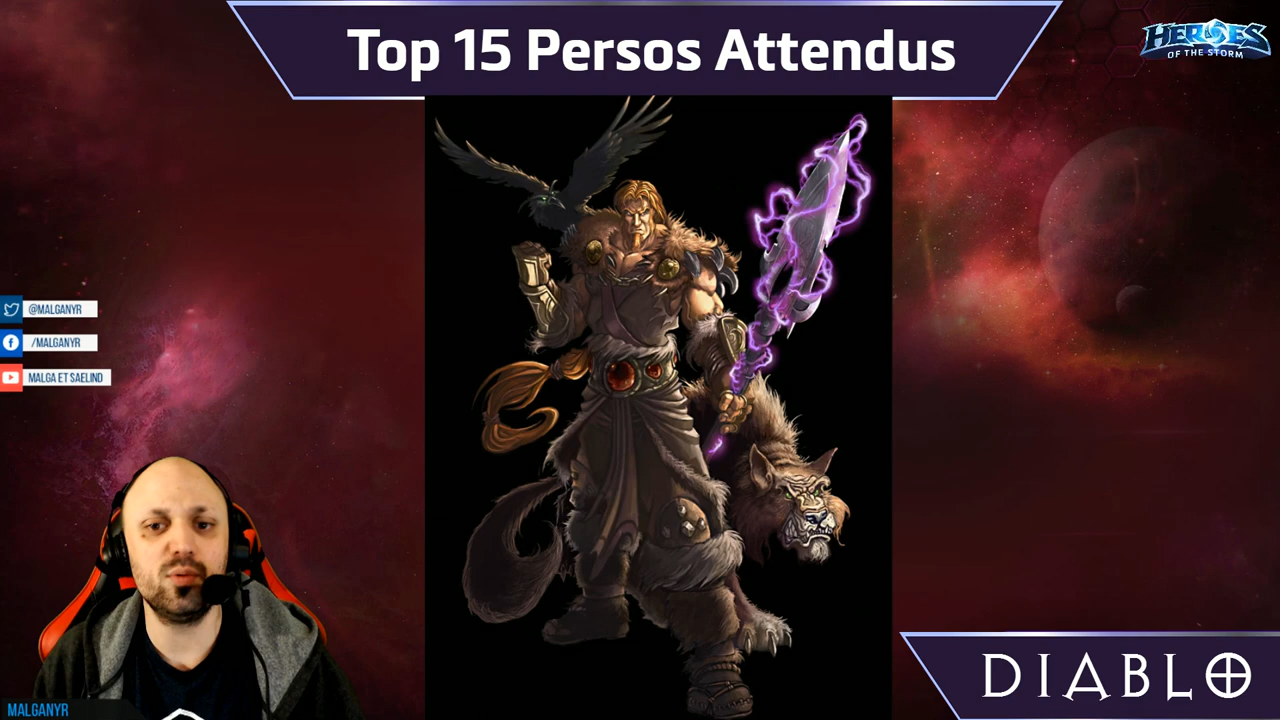 Top 15 Persos Attendus
HEROES
OF THE STORM
@MALGANYR
/MALGANYR
MALGA ET SAELIND
DIABLO
MALGANYR